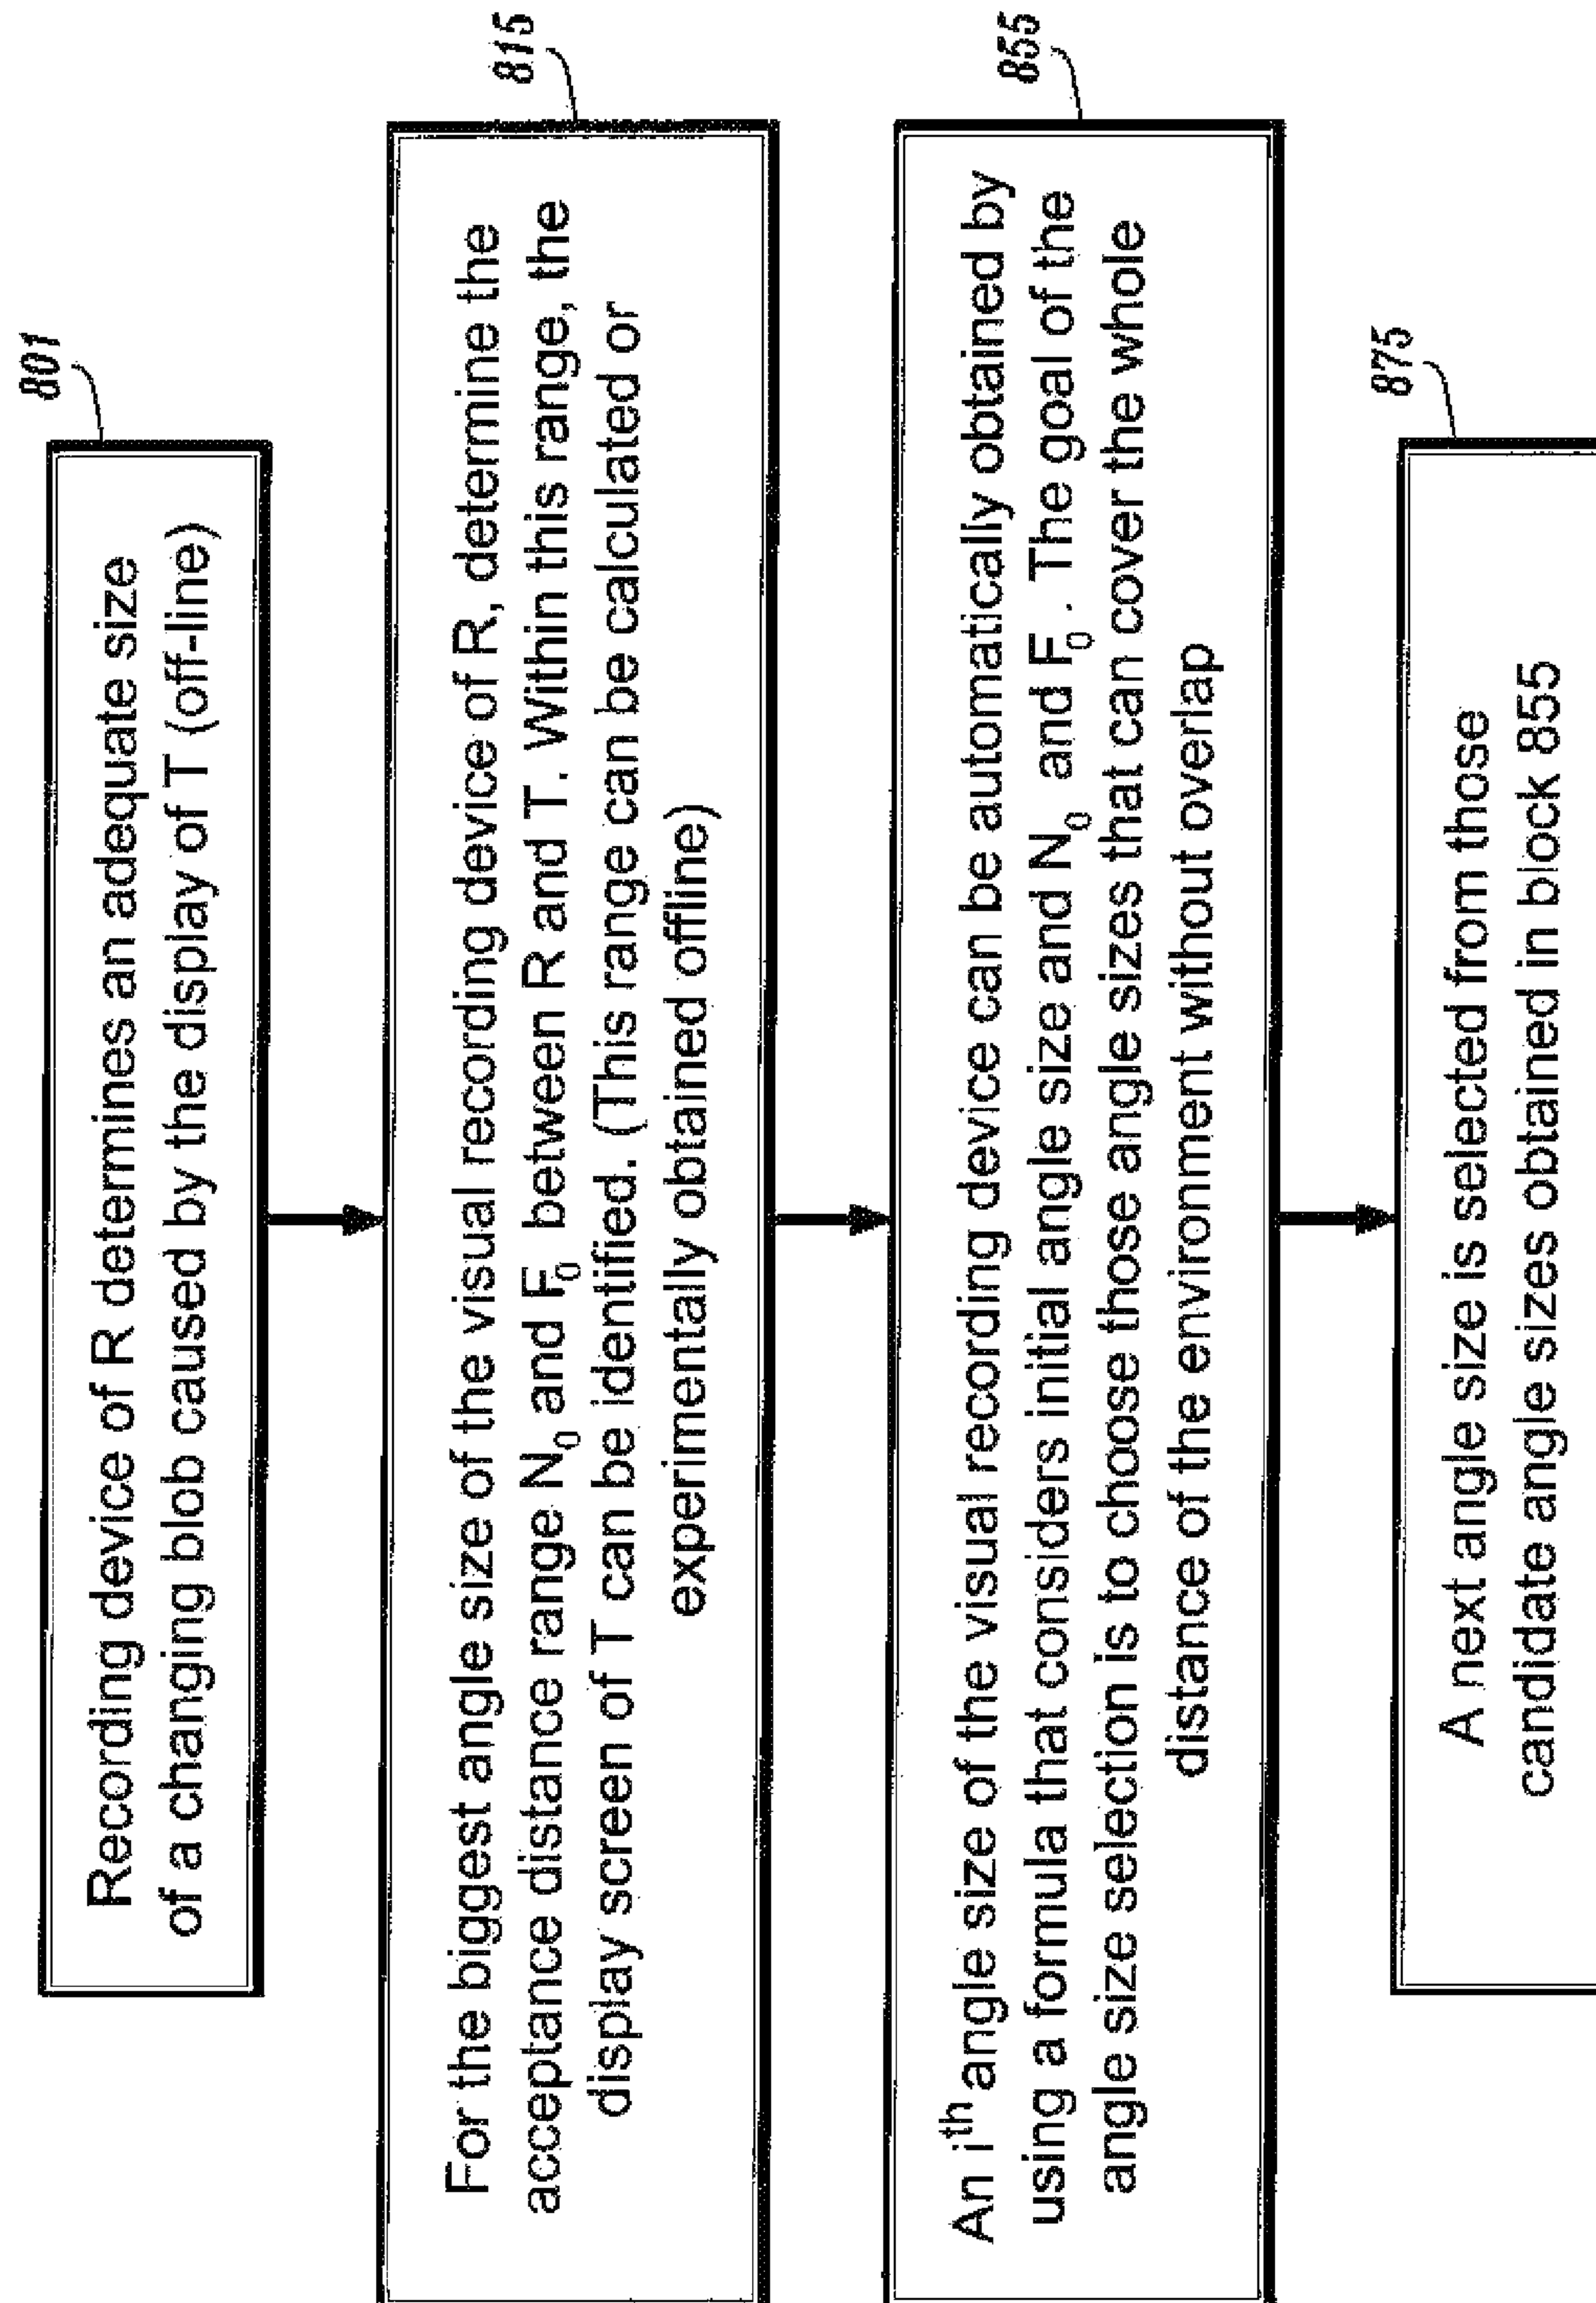 801
Recording device of R determines an adequate size
of a changing blob caused by the display of T (off-line)
815
For the biggest angle size of the visual recording device of R, determine the
acceptance distance range N₀ and F₀ between R and T. Within this range, the
display screen of T can be identified. (This range can be calculated or
experimentally obtained offline)
855
An iᵗʰ angle size of the visual recording device can be automatically obtained by
using a formula that considers initial angle size and N₀ and F₀. The goal of the
angle size selection is to choose those angle sizes that can cover the whole
distance of the environment without overlap
875
A next angle size is selected from those
candidate angle sizes obtained in block 855